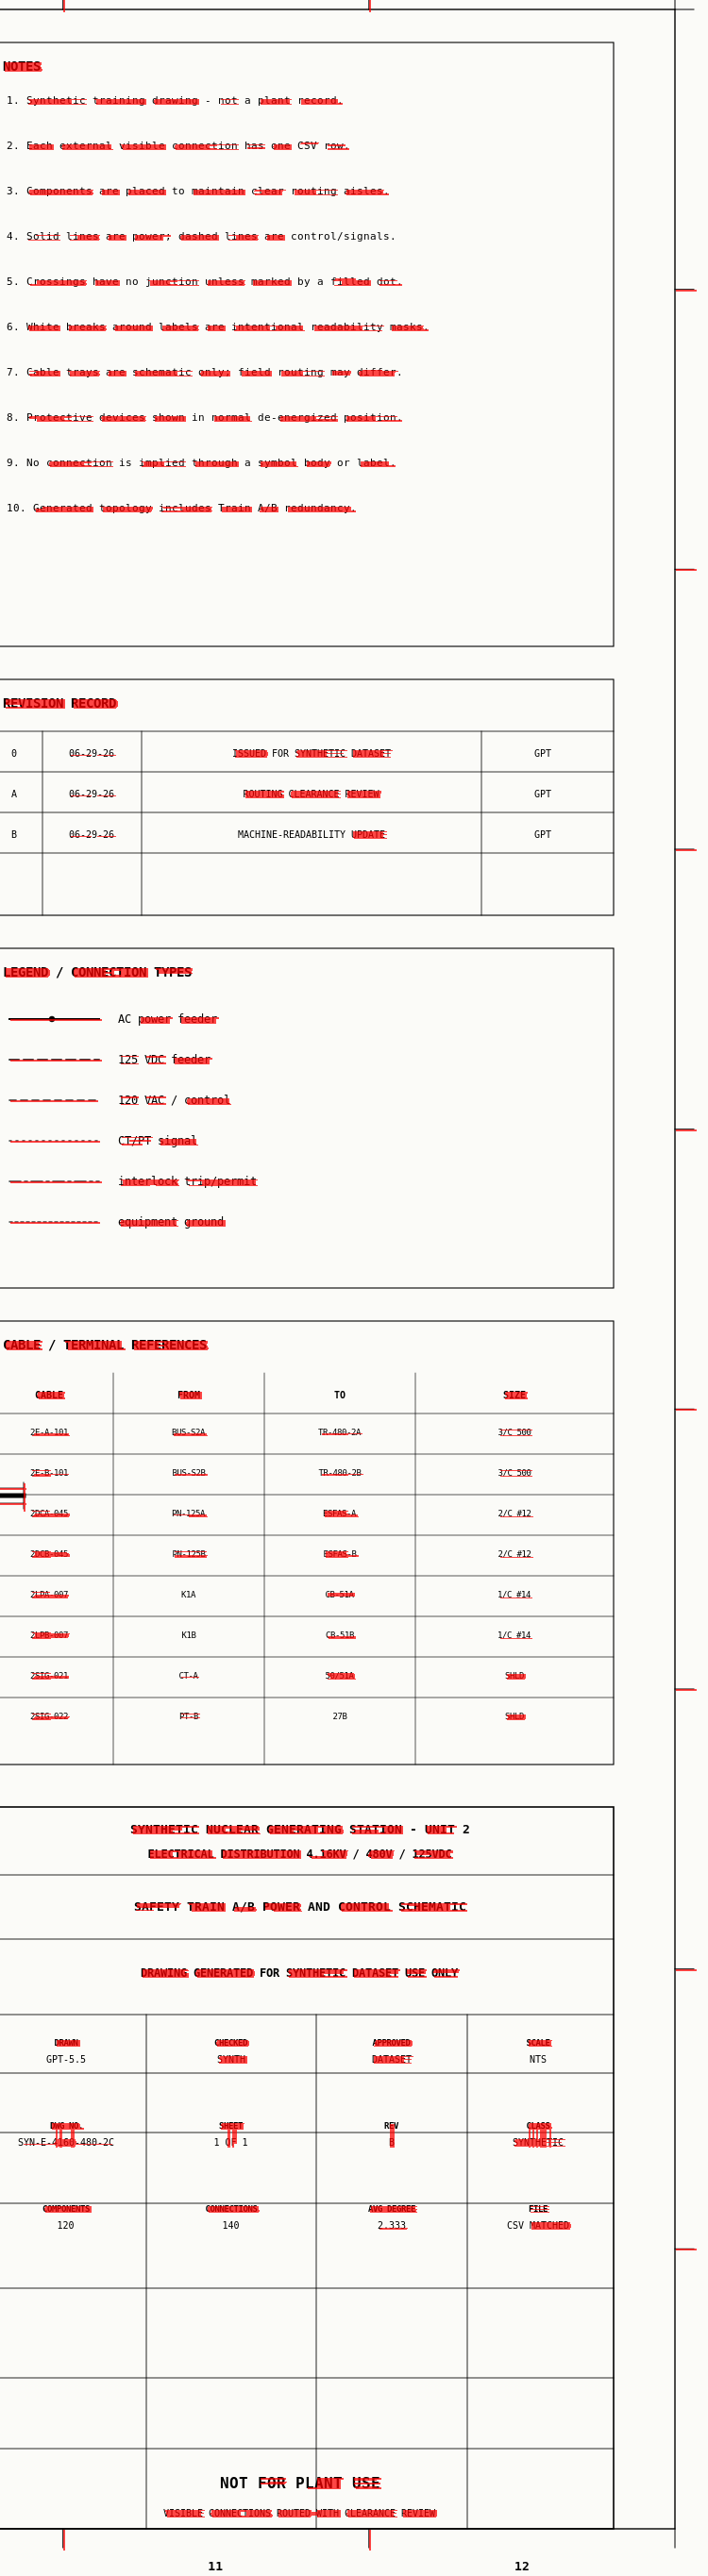 NOTES
1. Synthetic training drawing - not a plant record.
2. Each external visible connection has one CSV row.
3. Components are placed to maintain clear routing aisles.
4. Solid lines are power; dashed lines are control/signals.
5. Crossings have no junction unless marked by a filled dot.
6. White breaks around labels are intentional readability masks.
7. Cable trays are schematic only; field routing may differ.
8. Protective devices shown in normal de-energized position.
9. No connection is implied through a symbol body or label.
10. Generated topology includes Train A/B redundancy.
REVISION RECORD
0 06-29-26 ISSUED FOR SYNTHETIC DATASET GPT
A 06-29-26 ROUTING CLEARANCE REVIEW GPT
B 06-29-26 MACHINE-READABILITY UPDATE GPT
LEGEND / CONNECTION TYPES
AC power feeder
125 VDC feeder
120 VAC / control
CT/PT signal
interlock trip/permit
equipment ground
CABLE / TERMINAL REFERENCES
CABLE FROM TO SIZE
2E-A-101 BUS-S2A TR-480-2A 3/C 500
2E-B-101 BUS-S2B TR-480-2B 3/C 500
2DCA-045 PN-125A ESFAS-A 2/C #12
2DCB-045 PN-125B ESFAS-B 2/C #12
2LPA-007 K1A CB-51A 1/C #14
2LPB-007 K1B CB-51B 1/C #14
2SIG-021 CT-A 50/51A SHLD
2SIG-022 PT-B 27B SHLD
SYNTHETIC NUCLEAR GENERATING STATION - UNIT 2
ELECTRICAL DISTRIBUTION 4.16KV / 480V / 125VDC
SAFETY TRAIN A/B POWER AND CONTROL SCHEMATIC
DRAWING GENERATED FOR SYNTHETIC DATASET USE ONLY
DRAWN CHECKED APPROVED SCALE
GPT-5.5 SYNTH DATASET NTS
DWG NO. SHEET REV CLASS
SYN-E-4160-480-2C 1 OF 1 SYNTHETIC
COMPONENTS CONNECTIONS AVG DEGREE FILE
120 140 2.333 CSV MATCHED
NOT FOR PLANT USE
VISIBLE CONNECTIONS ROUTED WITH CLEARANCE REVIEW
11 12